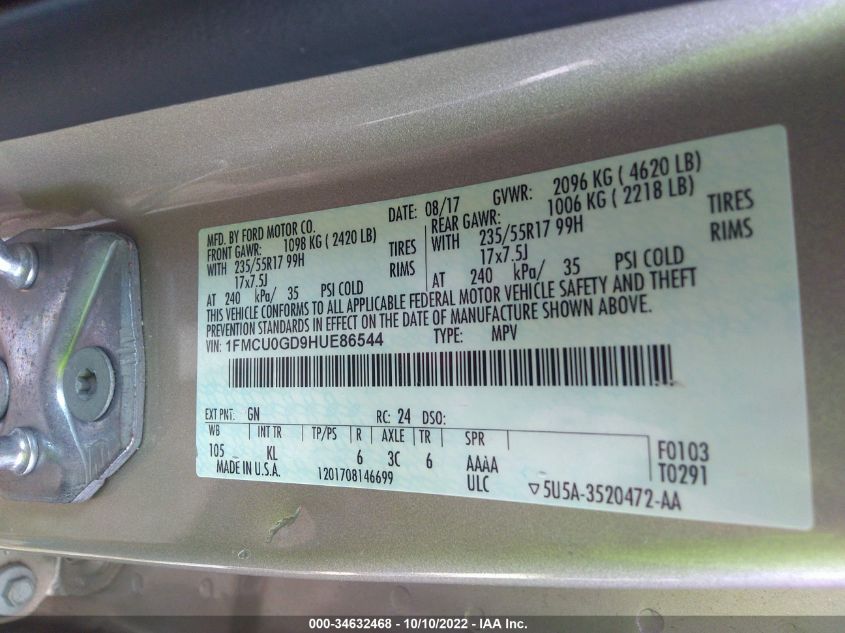 MFD. BY FORD MOTOR CO. DATE: 08/17 GVWR: 2096 KG ( 4620 LB)
FRONT GAWR: 1098 KG ( 2420 LB) REAR GAWR: 1006 KG ( 2218 LB)
WITH 235/55R17 99H TIRES WITH 235/55R17 99H TIRES
17x7.5J RIMS 17x7.5J RIMS
AT 240 kPa/ 35 PSI COLD AT 240 kPa/ 35 PSI COLD
THIS VEHICLE CONFORMS TO ALL APPLICABLE FEDERAL MOTOR VEHICLE SAFETY AND THEFT
PREVENTION STANDARDS IN EFFECT ON THE DATE OF MANUFACTURE SHOWN ABOVE.
VIN: 1FMCU0GD9HUE86544 TYPE: MPV
EXT PNT: GN RC: 24 DSO:
WB INT TR TP/PS R AXLE TR SPR
105 KL 6 3C 6 AAAA F0103
MADE IN U.S.A. 1201708146699 ULC T0291
▽5U5A-3520472-AA
000-34632468 - 10/10/2022 - IAA Inc.